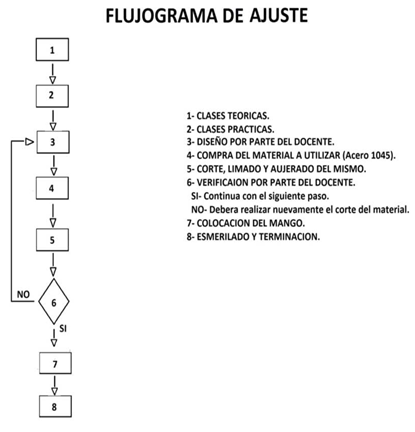 FLUJOGRAMA DE AJUSTE
1
2
3
4
5
NO
6
SI
7
8
1- CLASES TEORICAS.
2- CLASES PRACTICAS.
3- DISEÑO POR PARTE DEL DOCENTE.
4- COMPRA DEL MATERIAL A UTILIZAR (Acero 1045).
5- CORTE, LIMADO Y AUJERADO DEL MISMO.
6- VERIFICAION POR PARTE DEL DOCENTE.
SI- Continua con el siguiente paso.
NO- Debera realizar nuevamente el corte del material.
7- COLOCACION DEL MANGO.
8- ESMERILADO Y TERMINACION.